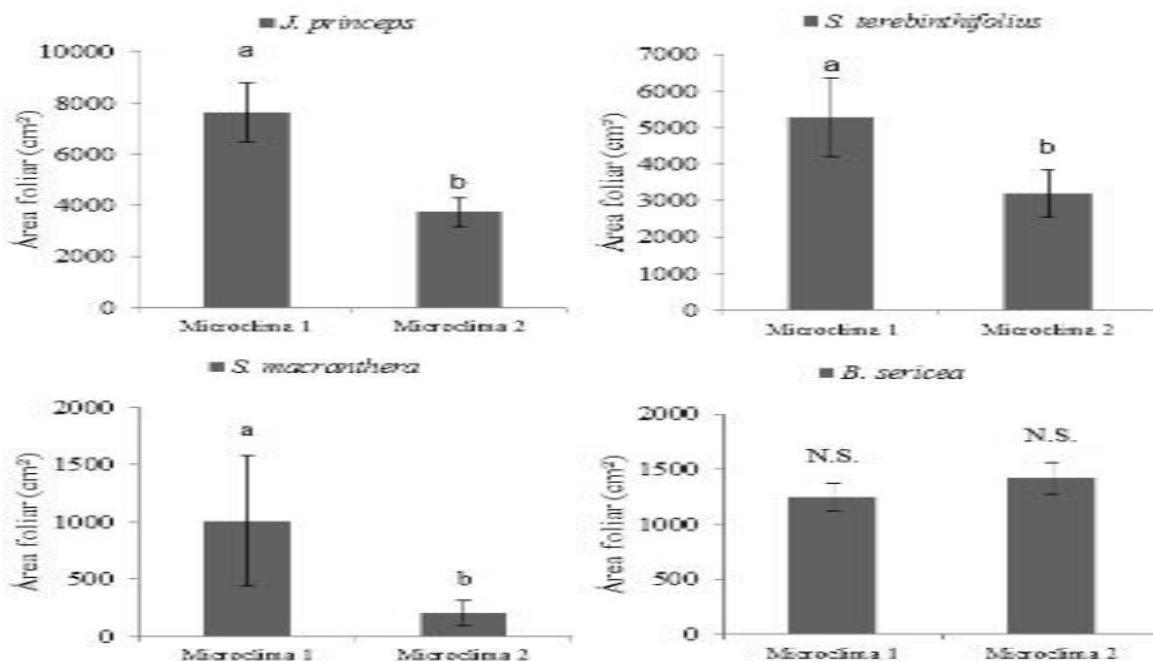 J. princeps
Área foliar (cm²)
10000
8000
6000
4000
2000
0
a
b
Microclima 1
Microclima 2
S. terebinthifolius
Área foliar (cm²)
7000
6000
5000
4000
3000
2000
1000
0
a
b
Microclima 1
Microclima 2
S. macranthera
Área foliar (cm²)
2000
1500
1000
500
0
a
b
Microclima 1
Microclima 2
B. sericea
Área foliar (cm²)
2000
1500
1000
500
0
N.S.
N.S.
Microclima 1
Microclima 2